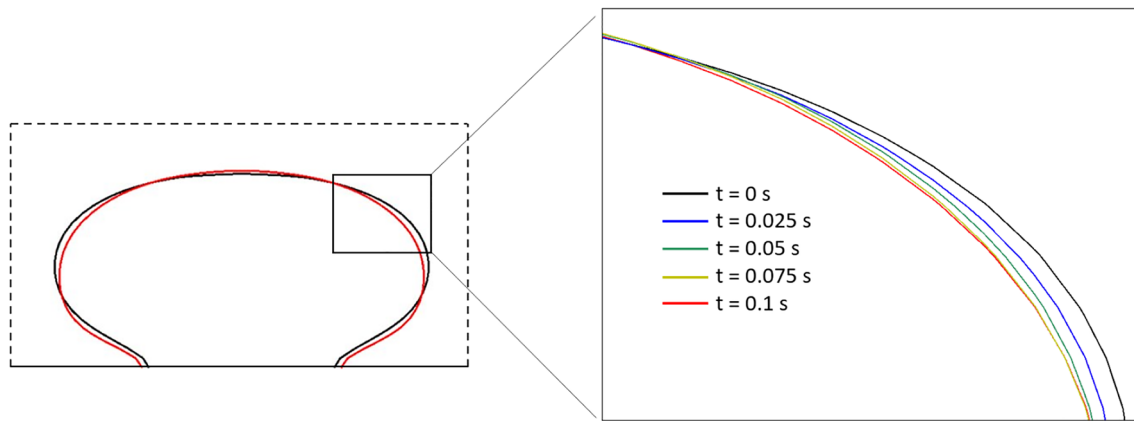 t = 0 s
t = 0.025 s
t = 0.05 s
t = 0.075 s
t = 0.1 s